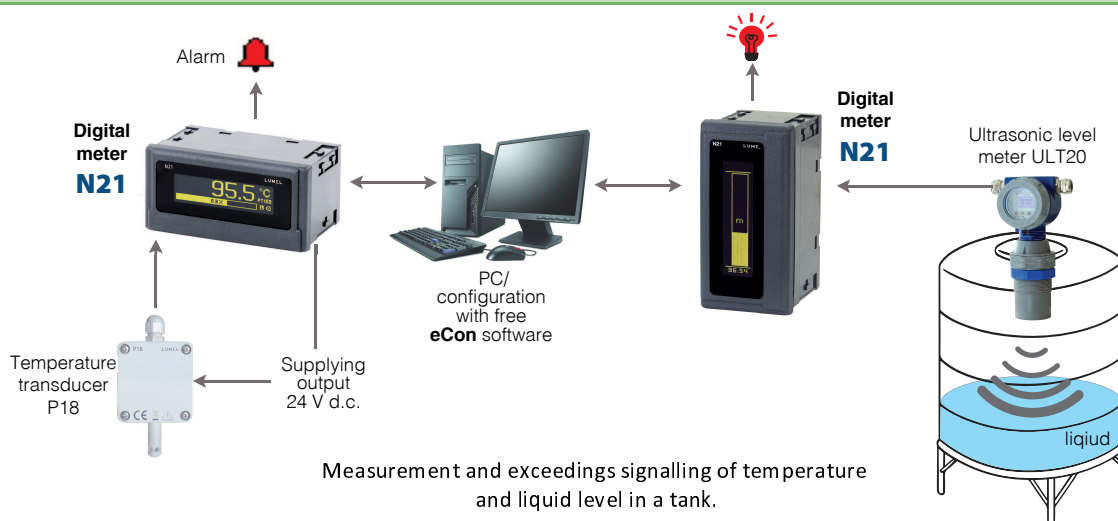 Alarm
Digital
meter
N21
N21
LUMEL
95.5 °C
PT100
PC/
configuration
with free
eCon software
Digital
meter
N21
N21
LUMEL
m
96.54
Ultrasonic level
meter ULT20
Temperature
transducer
P18
P18
LUMEL
CE
Supplying
output
24 V d.c.
liqiud
Measurement and exceedings signalling of temperature
and liquid level in a tank.